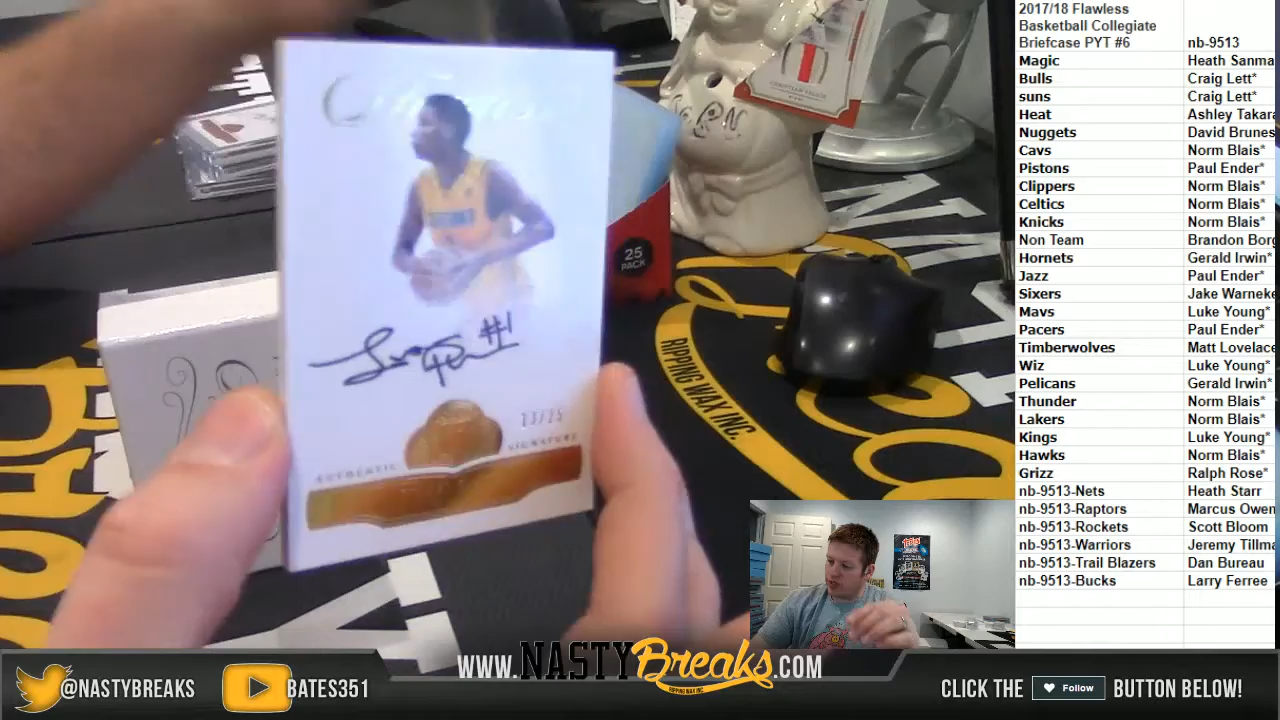 2017/18 Flawless
Basketball Collegiate
Briefcase PYT #6 nb-9513
Magic Heath Sanma
Bulls Craig Lett*
suns Craig Lett*
Heat Ashley Takara
Nuggets David Brunes
Cavs Norm Blais*
Pistons Paul Ender*
Clippers Norm Blais*
Celtics Norm Blais*
Knicks Norm Blais*
Non Team Brandon Borg
Hornets Gerald Irwin*
Jazz Paul Ender*
Sixers Jake Warneke
Mavs Luke Young*
Pacers Paul Ender*
Timberwolves Matt Lovelace
Wiz Luke Young*
Pelicans Gerald Irwin*
Thunder Norm Blais*
Lakers Norm Blais*
Kings Luke Young*
Hawks Norm Blais*
Grizz Ralph Rose*
nb-9513-Nets Heath Starr
nb-9513-Raptors Marcus Owen
nb-9513-Rockets Scott Bloom
nb-9513-Warriors Jeremy Tillma
nb-9513-Trail Blazers Dan Bureau
nb-9513-Bucks Larry Ferree
25
PACK
RIPPING WAX INC.
#1
AUTHENTIC SIGNATURE
@NASTYBREAKS
BATES351
WWW.NASTYBreaks.COM
RIPPING WAX INC.
CLICK THE Follow BUTTON BELOW!